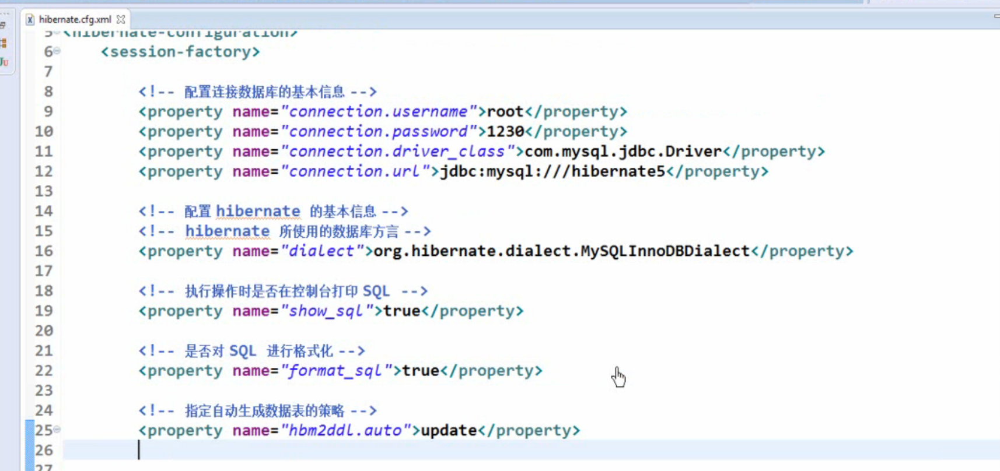 hibernate.cfg.xml
5 <hibernate-configuration>
6 <session-factory>
7
8 <!-- 配置连接数据库的基本信息 -->
9 <property name="connection.username">root</property>
10 <property name="connection.password">1230</property>
11 <property name="connection.driver_class">com.mysql.jdbc.Driver</property>
12 <property name="connection.url">jdbc:mysql:///hibernate5</property>
13
14 <!-- 配置 hibernate 的基本信息 -->
15 <!-- hibernate 所使用的数据库方言 -->
16 <property name="dialect">org.hibernate.dialect.MySQLInnoDBDialect</property>
17
18 <!-- 执行操作时是否在控制台打印 SQL -->
19 <property name="show_sql">true</property>
20
21 <!-- 是否对 SQL 进行格式化 -->
22 <property name="format_sql">true</property>
23
24 <!-- 指定自动生成数据表的策略 -->
25 <property name="hbm2ddl.auto">update</property>
26
27